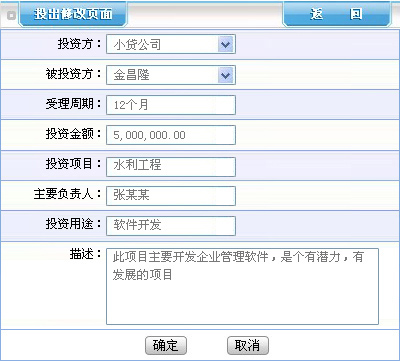 投出修改页面 返 回
投资方： 小贷公司
被投资方： 金昌隆
受理周期： 12个月
投资金额： 5,000,000.00
投资项目： 水利工程
主要负责人： 张某某
投资用途： 软件开发
描述： 此项目主要开发企业管理软件，是个有潜力，有
发展的项目
确定 取消